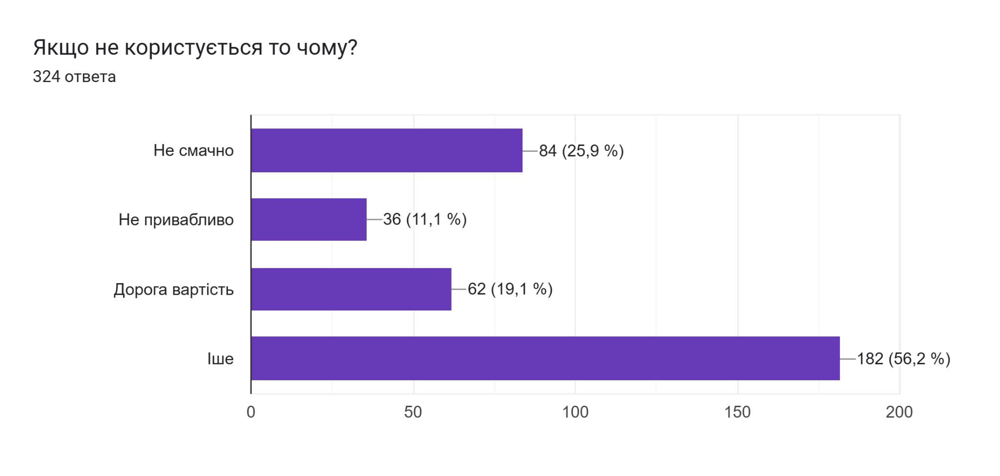 Якщо не користується то чому?
324 ответа
Не смачно 84 (25,9 %)
Не привабливо 36 (11,1 %)
Дорога вартість 62 (19,1 %)
Іше 182 (56,2 %)
0 50 100 150 200